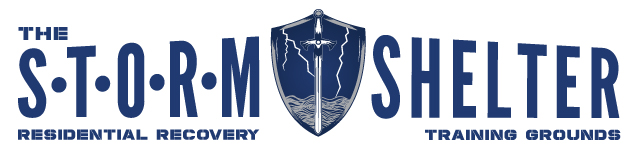 THE
S•T•O•R•M SHELTER
RESIDENTIAL RECOVERY TRAINING GROUNDS